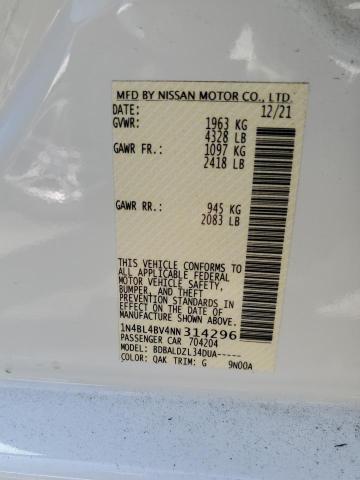 MFD BY NISSAN MOTOR CO., LTD.
DATE: 12/21
GVWR: 1963 KG
4328 LB
GAWR FR.: 1097 KG
2418 LB
GAWR RR.: 945 KG
2083 LB
THIS VEHICLE CONFORMS TO
ALL APPLICABLE FEDERAL
MOTOR VEHICLE SAFETY,
BUMPER, AND THEFT
PREVENTION STANDARDS IN
EFFECT ON THE DATE OF
MANUFACTURE SHOWN ABOVE.
1N4BL4BV4NN314296
PASSENGER CAR 704204
MODEL: BDBALDZL34DUA-----
COLOR: QAK TRIM: G 9N00A